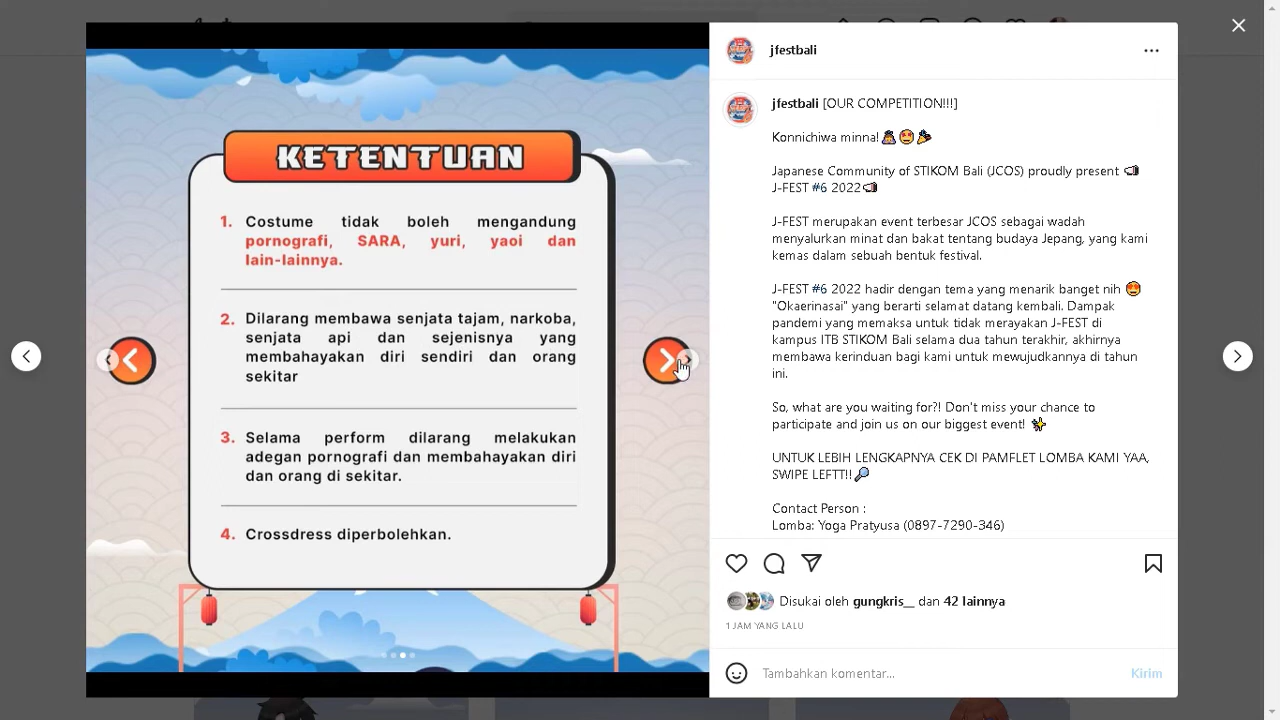 KETENTUAN
1. Costume tidak boleh mengandung
pornografi, SARA, yuri, yaoi dan
lain-lainnya.
2. Dilarang membawa senjata tajam, narkoba,
senjata api dan sejenisnya yang
membahayakan diri sendiri dan orang
sekitar
3. Selama perform dilarang melakukan
adegan pornografi dan membahayakan diri
dan orang di sekitar.
4. Crossdress diperbolehkan.
jfestbali
jfestbali [OUR COMPETITION!!!]
Konnichiwa minna!
Japanese Community of STIKOM Bali (JCOS) proudly present
J-FEST #6 2022
J-FEST merupakan event terbesar JCOS sebagai wadah
menyalurkan minat dan bakat tentang budaya Jepang, yang kami
kemas dalam sebuah bentuk festival.
J-FEST #6 2022 hadir dengan tema yang menarik banget nih
"Okaerinasai" yang berarti selamat datang kembali. Dampak
pandemi yang memaksa untuk tidak merayakan J-FEST di
kampus ITB STIKOM Bali selama dua tahun terakhir, akhirnya
membawa kerinduan bagi kami untuk mewujudkannya di tahun
ini.
So, what are you waiting for?! Don't miss your chance to
participate and join us on our biggest event!
UNTUK LEBIH LENGKAPNYA CEK DI PAMFLET LOMBA KAMI YAA,
SWIPE LEFTT!!
Contact Person :
Lomba: Yoga Pratyusa (0897-7290-346)
Disukai oleh gungkris__ dan 42 lainnya
1 JAM YANG LALU
Tambahkan komentar...
Kirim